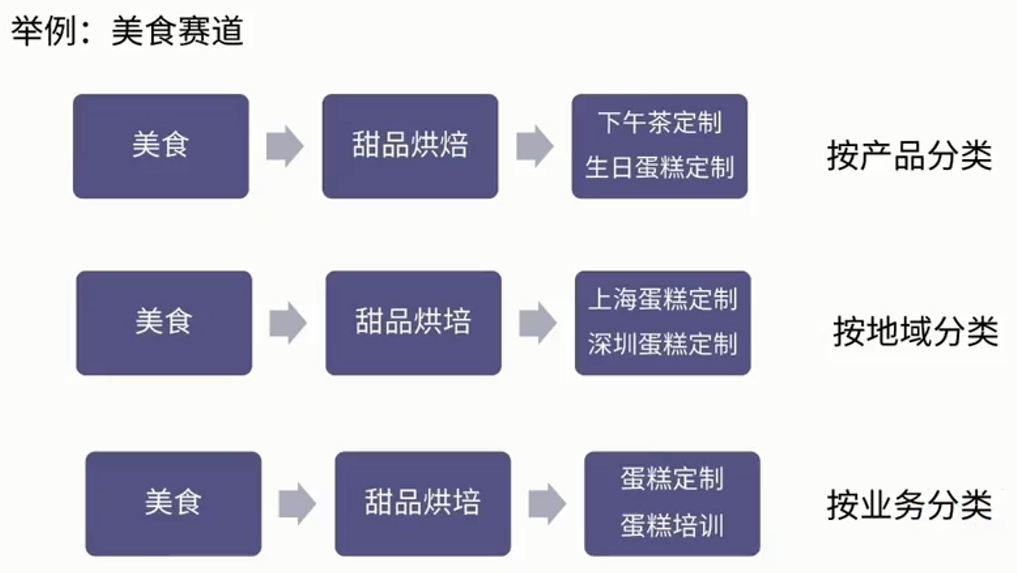 举例：美食赛道
美食
甜品烘焙
下午茶定制
生日蛋糕定制
按产品分类
美食
甜品烘培
上海蛋糕定制
深圳蛋糕定制
按地域分类
美食
甜品烘培
蛋糕定制
蛋糕培训
按业务分类